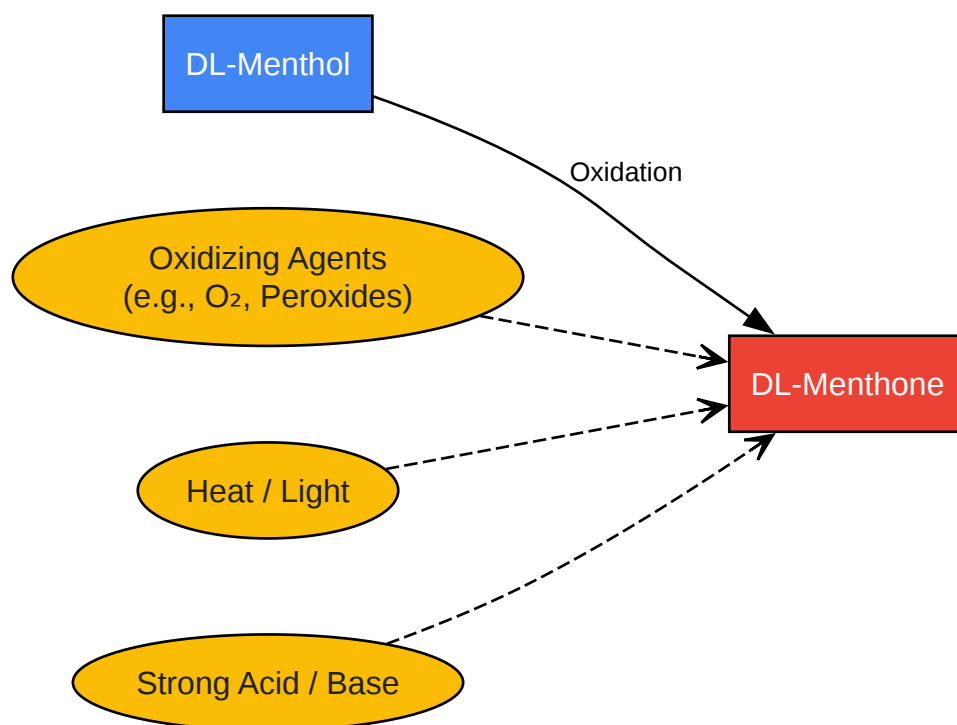 DL-Menthol
Oxidation
Oxidizing Agents
(e.g., O₂, Peroxides)
DL-Menthone
Heat / Light
Strong Acid / Base